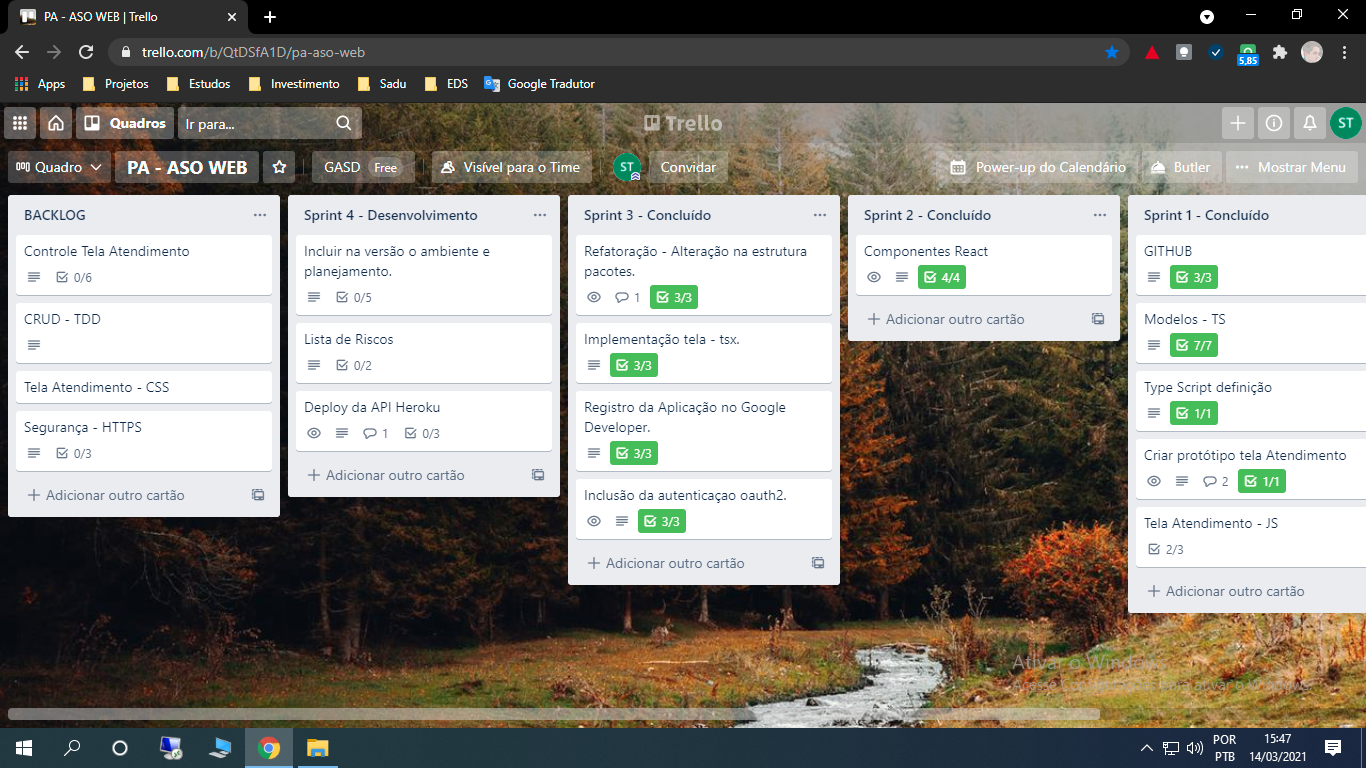 PA - ASO WEB | Trello
trello.com/b/QtDSfA1D/pa-aso-web
5,85
Apps
Projetos
Estudos
Investimento
Sadu
EDS
Google Tradutor
Quadros
Ir para...
Trello
ST
Quadro
PA - ASO WEB
GASD Free
Visível para o Time
ST
Convidar
Power-up do Calendário
Butler
Mostrar Menu
BACKLOG
Controle Tela Atendimento
0/6
CRUD - TDD
Tela Atendimento - CSS
Segurança - HTTPS
0/3
Adicionar outro cartão
Sprint 4 - Desenvolvimento
Incluir na versão o ambiente e
planejamento.
0/5
Lista de Riscos
0/2
Deploy da API Heroku
1 0/3
Adicionar outro cartão
Sprint 3 - Concluído
Refatoração - Alteração na estrutura
pacotes.
1 3/3
Implementação tela - tsx.
3/3
Registro da Aplicação no Google
Developer.
3/3
Inclusão da autenticaçao oauth2.
3/3
Adicionar outro cartão
Sprint 2 - Concluído
Componentes React
4/4
Adicionar outro cartão
Sprint 1 - Concluído
GITHUB
3/3
Modelos - TS
7/7
Type Script definição
1/1
Criar protótipo tela Atendimento
2 1/1
Tela Atendimento - JS
2/3
Adicionar outro cartão
Ativar o Windows
POR
PTB
15:47
14/03/2021